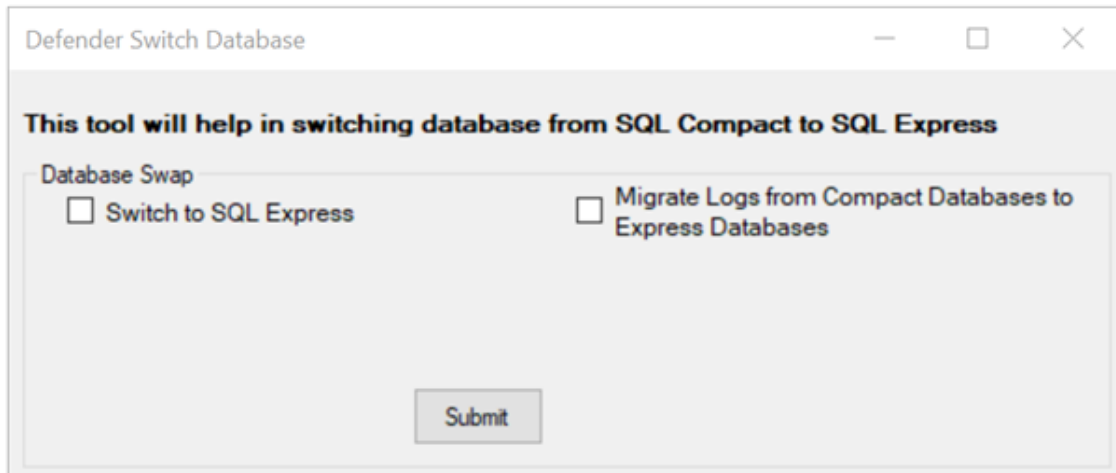 Defender Switch Database
This tool will help in switching database from SQL Compact to SQL Express
Database Swap
Switch to SQL Express
Migrate Logs from Compact Databases to
Express Databases
Submit